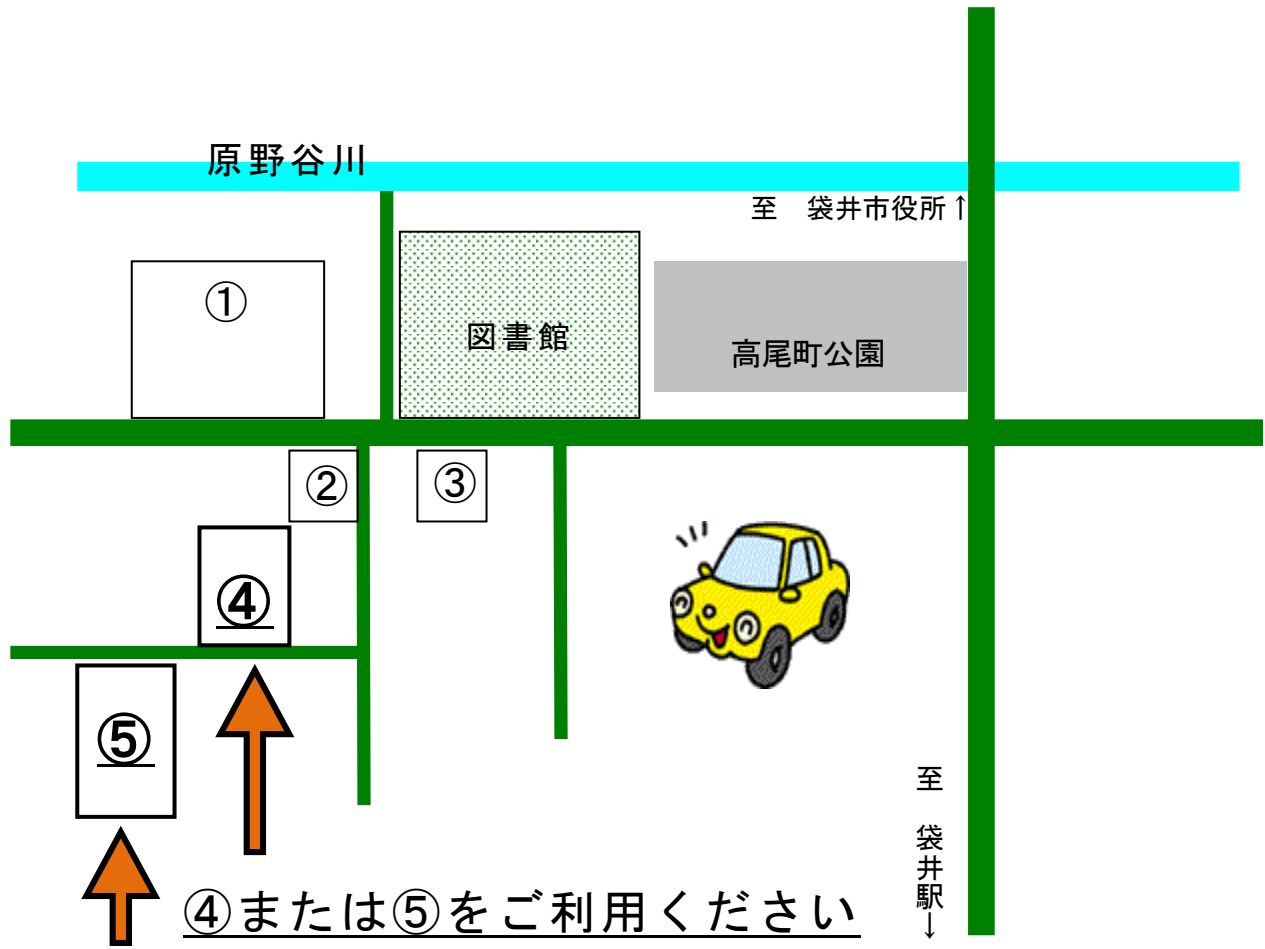 原野谷川
至　袋井市役所↑
①
図書館
高尾町公園
②
③
④
⑤
至　袋井駅↓
④または⑤をご利用ください